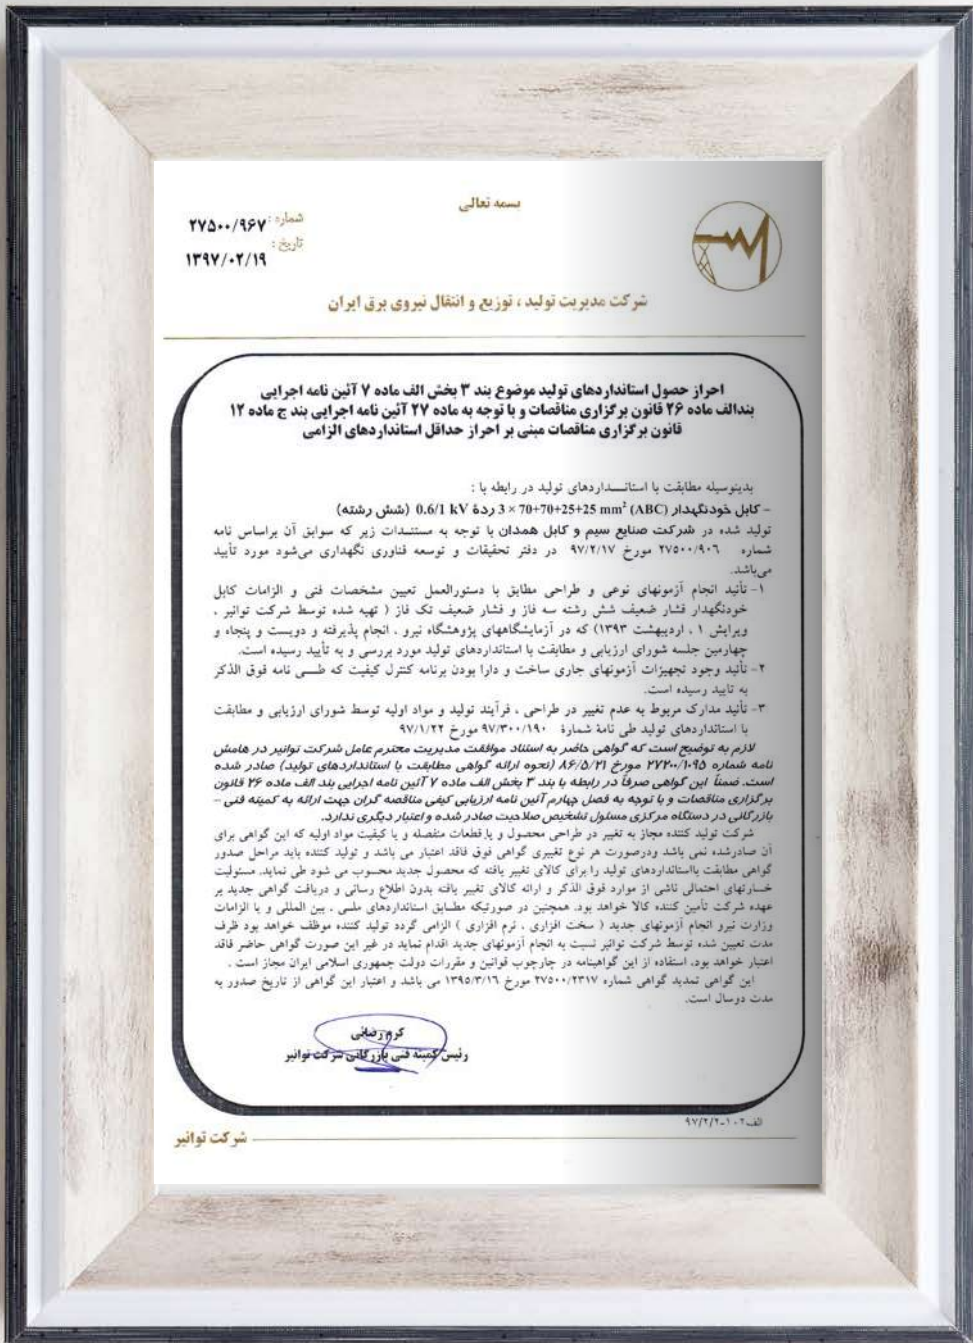 بسمه تعالی
شماره : ۲۷۵۰۰/۹۶۷
تاریخ :
۱۳۹۷/۰۲/۱۹
شرکت مدیریت تولید ، توزیع و انتقال نیروی برق ایران
احراز حصول استانداردهای تولید موضوع بند ۳ بخش الف ماده ۷ آئین نامه اجرایی
بندالف ماده ۲۶ قانون برگزاری مناقصات و با توجه به ماده ۲۷ آئین نامه اجرایی بند ج ماده ۱۲
قانون برگزاری مناقصات مبنی بر احراز حداقل استانداردهای الزامی
بدینوسیله مطابقت با استانـــداردهای تولید در رابطه با :
- کابل خودنگهدار (ABC) 3 × 70+70+25+25 mm² ردۀ 0.6/1 kV (شش رشته)
تولید شده در شرکت صنایع سیم و کابل همدان با توجه به مستندات زیر که سوابق آن براساس نامه
شماره ۲۷۵۰۰/۹۰۶ مورخ ۹۷/۲/۱۷ در دفتر تحقیقات و توسعه فناوری نگهداری می‌شود مورد تأیید
می‌باشد.
۱- تأئید انجام آزمونهای نوعی و طراحی مطابق با دستورالعمل تعیین مشخصات فنی و الزامات کابل
خودنگهدار فشار ضعیف شش رشته سه فاز و فشار ضعیف تک فاز ( تهیه شده توسط شرکت توانیر ،
ویرایش ۱ ، اردیبهشت ۱۳۹۳) که در آزمایشگاههای پژوهشگاه نیرو ، انجام پذیرفته و دویست و پنجاه و
چهارمین جلسه شورای ارزیابی و مطابقت با استانداردهای تولید مورد بررسی و به تأیید رسیده است.
۲- تأئید وجود تجهیزات آزمونهای جاری ساخت و دارا بودن برنامه کنترل کیفیت که طـــی نامه فوق الذکر
به تایید رسیده است.
۳- تأئید مدارک مربوط به عدم تغییر در طراحی ، فرآیند تولید و مواد اولیه توسط شورای ارزیابی و مطابقت
با استانداردهای تولید طی نامۀ شمارۀ ۹۷/۳۰۰/۱۹۰ مورخ ۹۷/۱/۲۲
لازم به توضیح است که گواهی حاضر به استناد موافقت مدیریت محترم عامل شرکت توانیر در هامش
نامه شماره ۲۷۲۰۰/۱۰۹۵ مورخ ۸۶/۵/۲۱ (نحوه ارائه گواهی مطابقت با استانداردهای تولید) صادر شده
است. ضمناً این گواهی صرفاً در رابطه با بند ۳ بخش الف ماده ۷ آئین نامه اجرایی بند الف ماده ۲۶ قانون
برگزاری مناقصات و با توجه به فصل چهارم آئین نامه ارزیابی کیفی مناقصه گران جهت ارائه به کمیته فنی -
بازرگانی در دستگاه مرکزی مسئول تشخیص صلاحیت صادر شده و اعتبار دیگری ندارد.
شرکت تولید کننده مجاز به تغییر در طراحی محصول و یا قطعات منفصله و یا کیفیت مواد اولیه که این گواهی برای
آن صادرشده نمی باشد ودرصورت هر نوع تغییری گواهی فوق فاقد اعتبار می باشد و تولید کننده باید مراحل صدور
گواهی مطابقت بااستانداردهای تولید را برای کالای تغییر یافته که محصول جدید محسوب می شود طی نماید. مسئولیت
خسارتهای احتمالی ناشی از موارد فوق الذکر و ارائه کالای تغییر یافته بدون اطلاع رسانی و دریافت گواهی جدید بر
عهده شرکت تأمین کننده کالا خواهد بود. همچنین در صورتیکه مطـابق استانداردهای ملـی ، بین المللی و یا الزامات
وزارت نیرو انجام آزمونهای جدید ( سخت افزاری ، نرم افزاری ) الزامی گردد تولید کننده موظف خواهد بود ظرف
مدت تعیین شده توسط شرکت توانیر نسبت به انجام آزمونهای جدید اقدام نماید در غیر این صورت گواهی حاضر فاقد
اعتبار خواهد بود. استفاده از این گواهینامه در چارچوب قوانین و مقررات دولت جمهوری اسلامی ایران مجاز است .
این گواهی تمدید گواهی شماره ۲۷۵۰۰/۲۳۱۷ مورخ ۱۳۹۵/۳/۱۶ می باشد و اعتبار این گواهی از تاریخ صدور به
مدت دوسال است.
کرم رضائی
رئیس کمیته فنی بازرگانی شرکت توانیر
شرکت توانیر